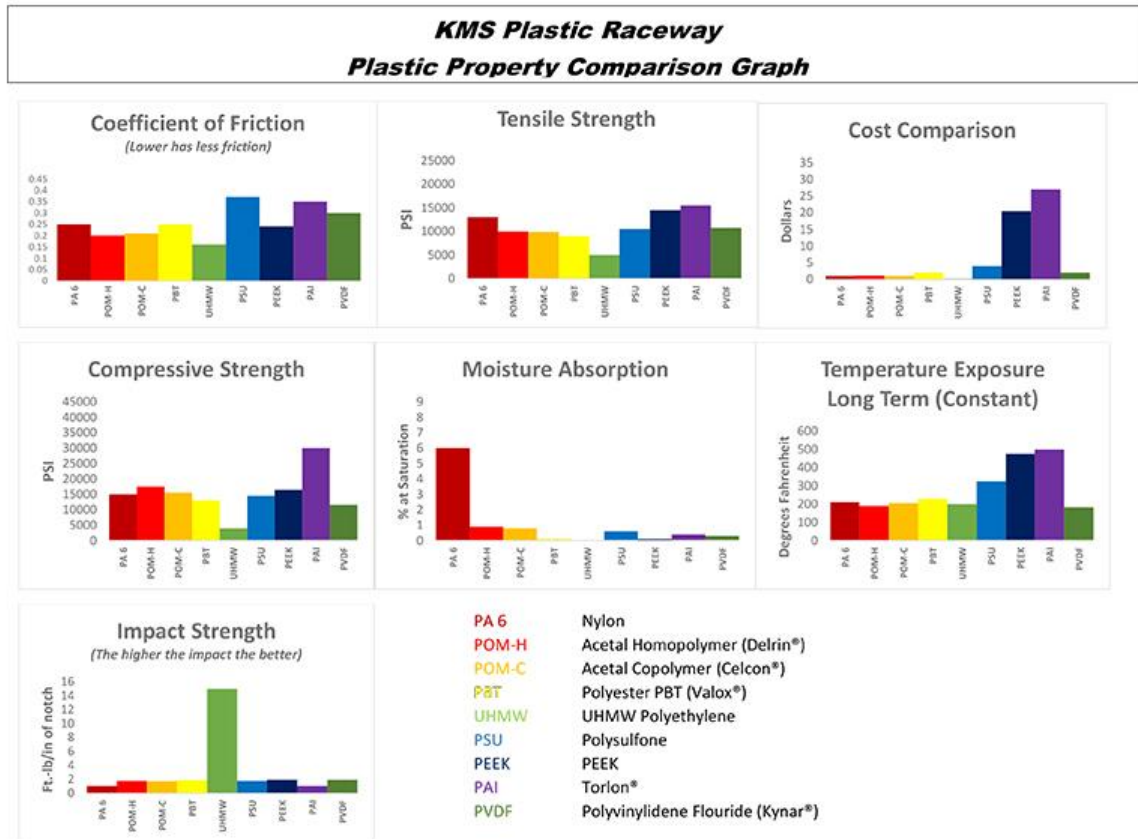 KMS Plastic Raceway
Plastic Property Comparison Graph
Coefficient of Friction
(Lower has less friction)
0.45
0.4
0.35
0.3
0.25
0.2
0.15
0.1
0.05
0
PA 6
POM-H
POM-C
PBT
UHMW
PSU
PEEK
PAI
PVDF
Tensile Strength
PSI
25000
20000
15000
10000
5000
0
PA 6
POM-H
POM-C
PBT
UHMW
PSU
PEEK
PAI
PVDF
Cost Comparison
Dollars
35
30
25
20
15
10
5
0
PA 6
POM-H
POM-C
PBT
UHMW
PSU
PEEK
PAI
PVDF
Compressive Strength
PSI
45000
40000
35000
30000
25000
20000
15000
10000
5000
0
PA 6
POM-H
POM-C
PBT
UHMW
PSU
PEEK
PAI
PVDF
Moisture Absorption
% at Saturation
9
8
7
6
5
4
3
2
1
0
PA 6
POM-H
POM-C
PBT
UHMW
PSU
PEEK
PAI
PVDF
Temperature Exposure
Long Term (Constant)
Degrees Fahrenheit
600
500
400
300
200
100
0
PA 6
POM-H
POM-C
PBT
UHMW
PSU
PEEK
PAI
PVDF
Impact Strength
(The higher the impact the better)
Ft.-lb/in of notch
16
14
12
10
8
6
4
2
0
PA 6
POM-H
POM-C
PBT
UHMW
PSU
PEEK
PAI
PVDF
PA 6 Nylon
POM-H Acetal Homopolymer (Delrin®)
POM-C Acetal Copolymer (Celcon®)
PBT Polyester PBT (Valox®)
UHMW UHMW Polyethylene
PSU Polysulfone
PEEK PEEK
PAI Torlon®
PVDF Polyvinylidene Flouride (Kynar®)